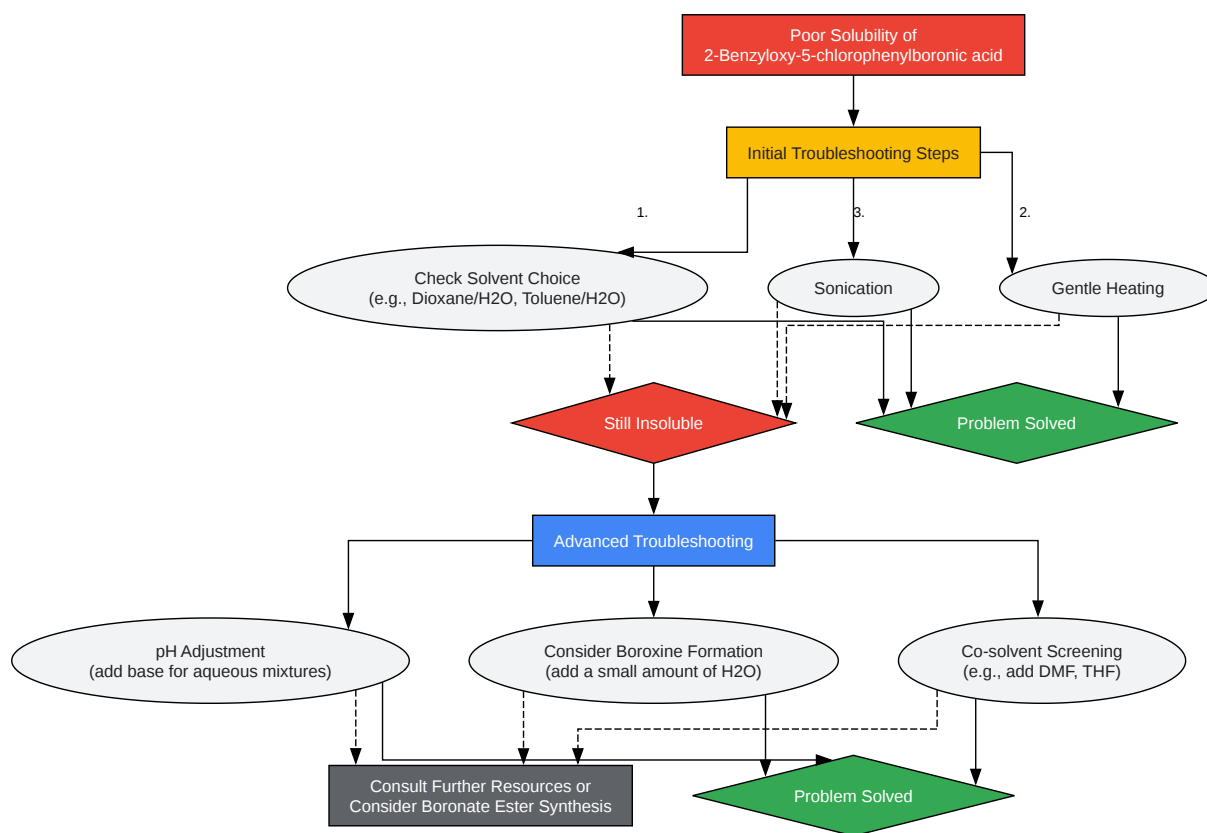 Poor Solubility of
2-Benzyloxy-5-chlorophenylboronic acid
Initial Troubleshooting Steps
1.
3.
2.
Check Solvent Choice
(e.g., Dioxane/H2O, Toluene/H2O)
Sonication
Gentle Heating
Still Insoluble
Problem Solved
Advanced Troubleshooting
pH Adjustment
(add base for aqueous mixtures)
Consider Boroxine Formation
(add a small amount of H2O)
Co-solvent Screening
(e.g., add DMF, THF)
Consult Further Resources or
Consider Boronate Ester Synthesis
Problem Solved